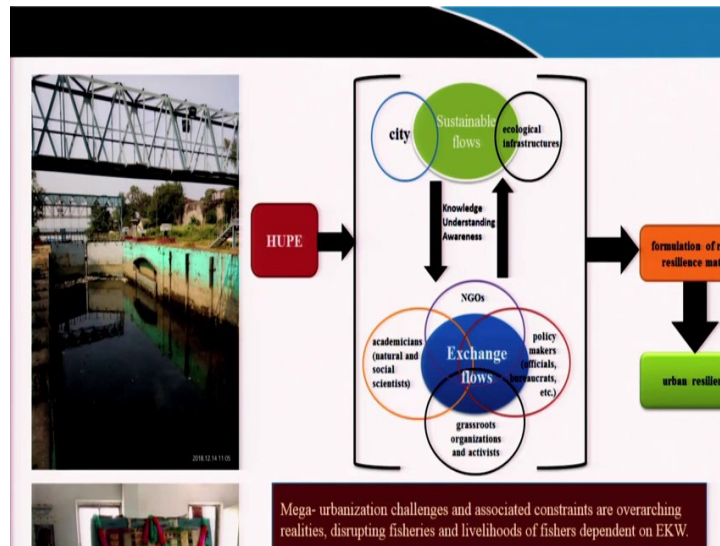 Sustainable
flows
city
ecological
infrastructures
Knowledge
Understanding
Awareness
HUPE
formulation of
resilience
urban
NGOs
academicians
(natural and
social
scientists)
Exchange
flows
policy
makers
(officials,
bureaucrats,
etc.)
grassroots
organizations
and activists
2018.12.14 11:05
Mega- urbanization challenges and associated constraints are overarching
realities, disrupting fisheries and livelihoods of fishers dependent on EKW.